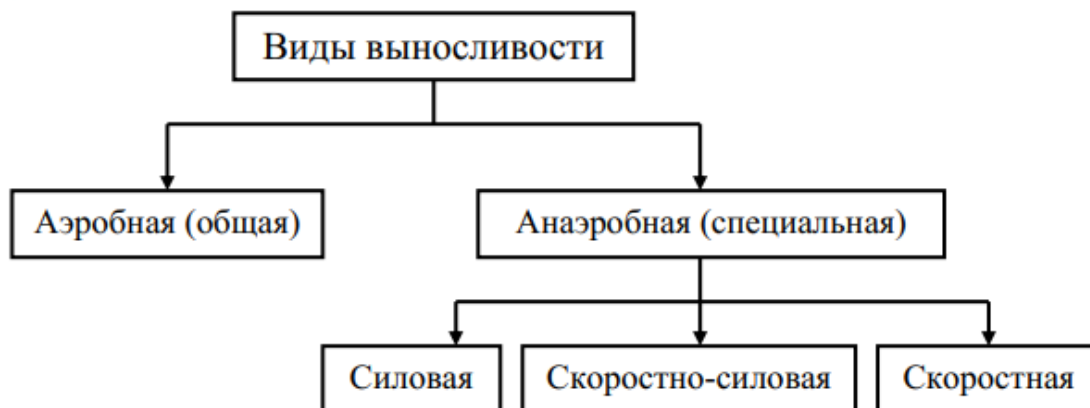 Виды выносливости
Аэробная (общая)
Анаэробная (специальная)
Силовая
Скоростно-силовая
Скоростная